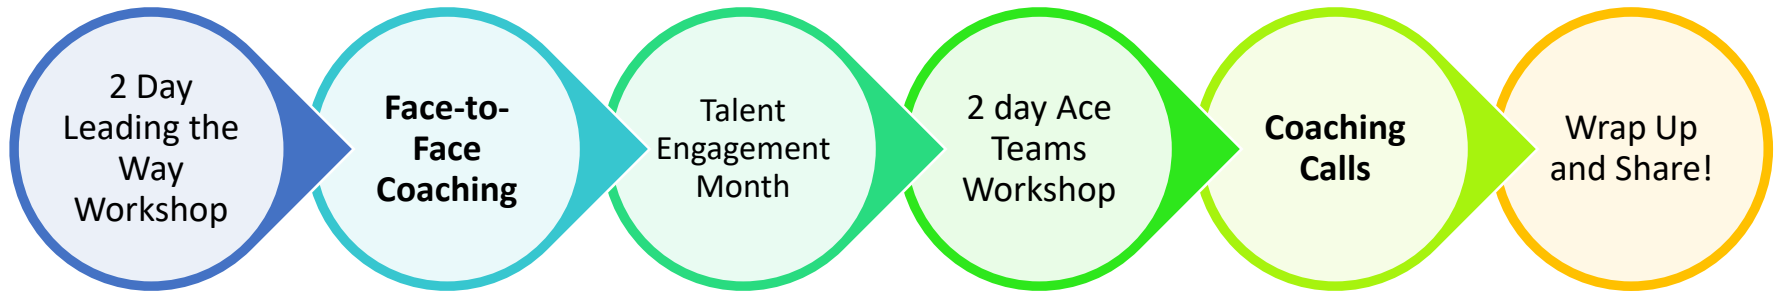 2 Day
Leading the
Way
Workshop
Face-to-
Face
Coaching
Talent
Engagement
Month
2 day Ace
Teams
Workshop
Coaching
Calls
Wrap Up
and Share!